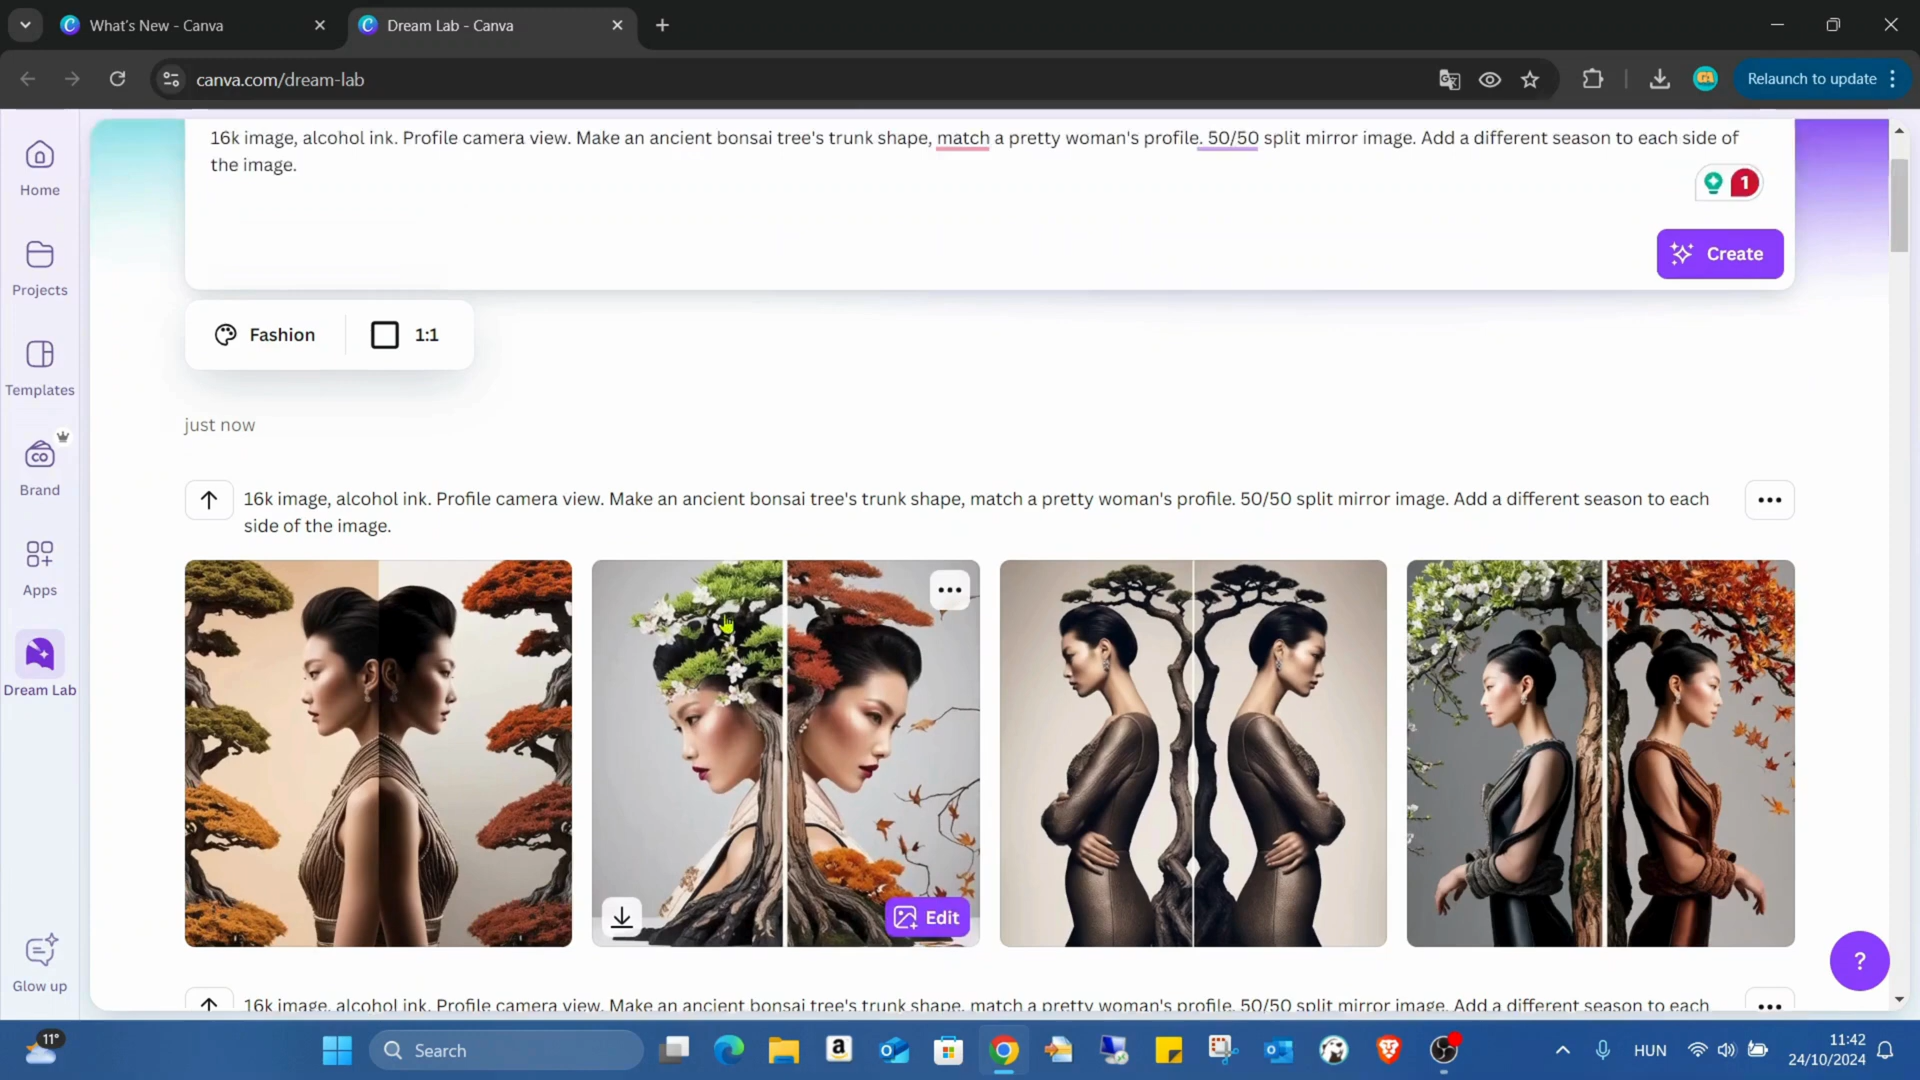 What's New - Canva
Dream Lab - Canva
canva.com/dream-lab
Relaunch to update
16k image, alcohol ink. Profile camera view. Make an ancient bonsai tree's trunk shape, match a pretty woman's profile. 50/50 split mirror image. Add a different season to each side of
the image.
1
Create
Home
Projects
Templates
Brand
Apps
Dream Lab
Glow up
Fashion
1:1
just now
16k image, alcohol ink. Profile camera view. Make an ancient bonsai tree's trunk shape, match a pretty woman's profile. 50/50 split mirror image. Add a different season to each
side of the image.
Edit
?
16k image, alcohol ink. Profile camera view. Make an ancient bonsai tree's trunk shape, match a pretty woman's profile. 50/50 split mirror image. Add a different season to each
11°
Search
HUN
11:42
24/10/2024